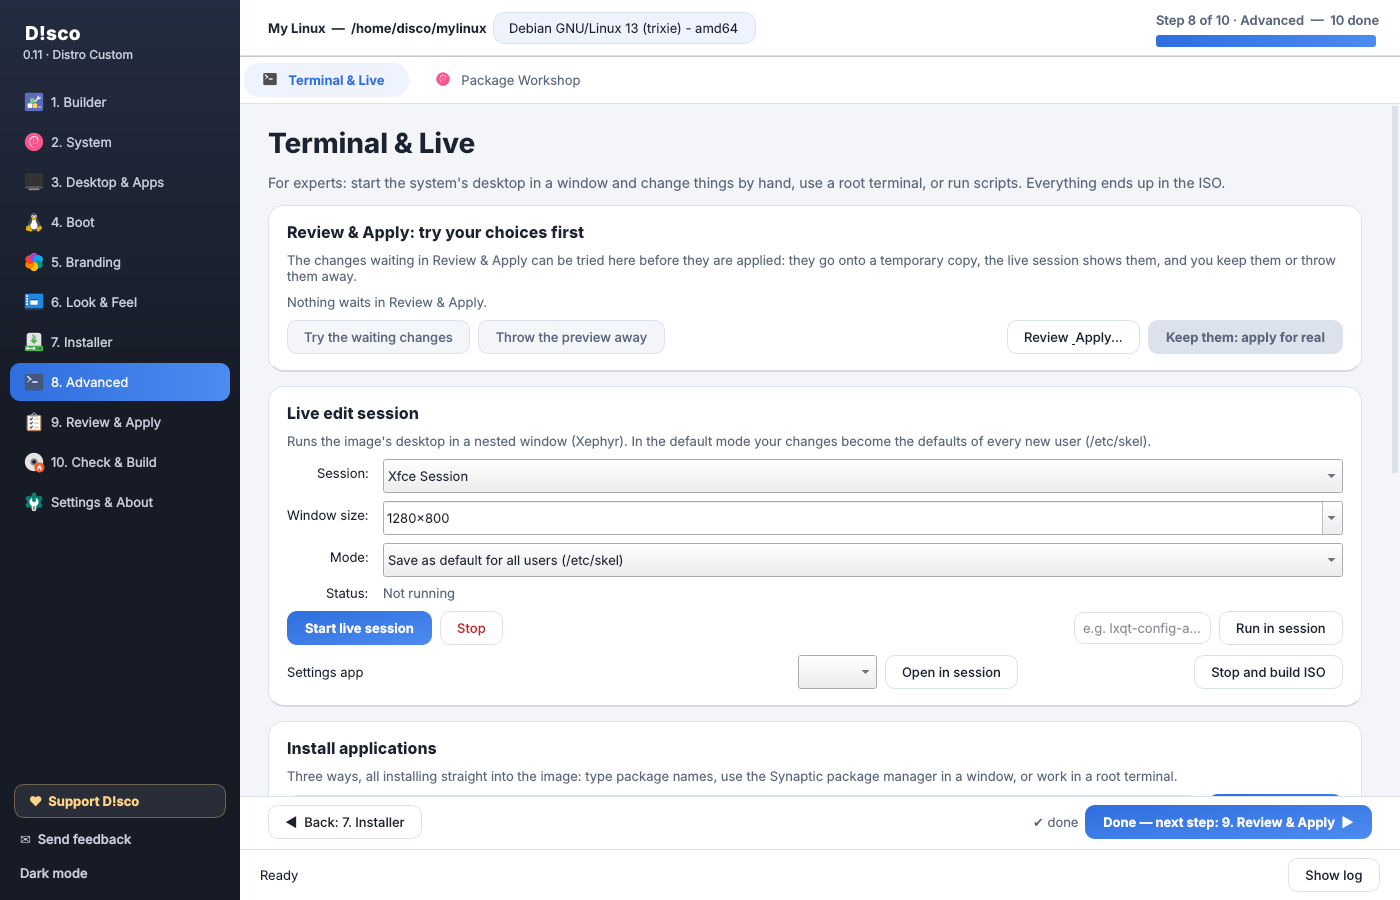 D!sco
0.11 · Distro Custom
1. Builder
2. System
3. Desktop & Apps
4. Boot
5. Branding
6. Look & Feel
7. Installer
8. Advanced
9. Review & Apply
10. Check & Build
Settings & About
Support D!sco
Send feedback
Dark mode
My Linux — /home/disco/mylinux
Debian GNU/Linux 13 (trixie) - amd64
Step 8 of 10 · Advanced — 10 done
Terminal & Live
Package Workshop
Terminal & Live
For experts: start the system's desktop in a window and change things by hand, use a root terminal, or run scripts. Everything ends up in the ISO.
Review & Apply: try your choices first
The changes waiting in Review & Apply can be tried here before they are applied: they go onto a temporary copy, the live session shows them, and you keep them or throw
them away.
Nothing waits in Review & Apply.
Try the waiting changes
Throw the preview away
Review _Apply...
Keep them: apply for real
Live edit session
Runs the image's desktop in a nested window (Xephyr). In the default mode your changes become the defaults of every new user (/etc/skel).
Session:
Xfce Session
Window size:
1280×800
Mode:
Save as default for all users (/etc/skel)
Status:
Not running
Start live session
Stop
e.g. lxqt-config-a...
Run in session
Settings app
Open in session
Stop and build ISO
Install applications
Three ways, all installing straight into the image: type package names, use the Synaptic package manager in a window, or work in a root terminal.
◀ Back: 7. Installer
✔ done
Done — next step: 9. Review & Apply ▶
Ready
Show log